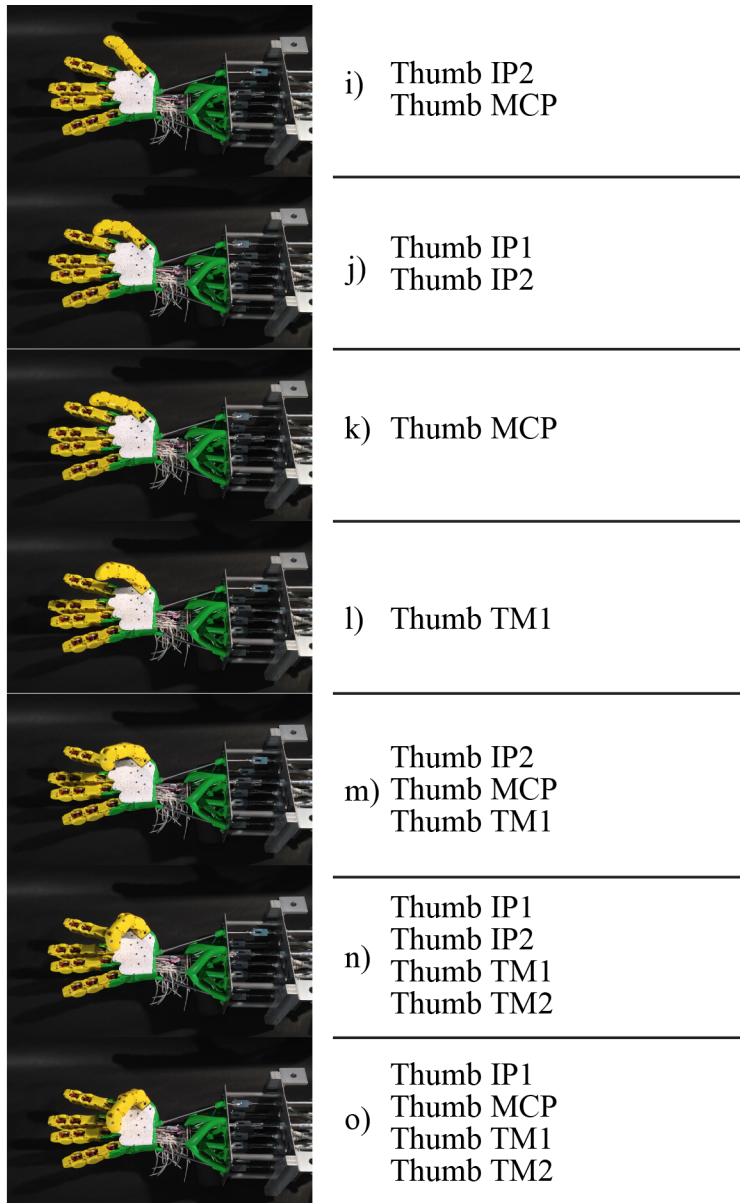 i) Thumb IP2
Thumb MCP
j) Thumb IP1
Thumb IP2
k) Thumb MCP
l) Thumb TM1
m) Thumb IP2
Thumb MCP
Thumb TM1
n) Thumb IP1
Thumb IP2
Thumb TM1
Thumb TM2
o) Thumb IP1
Thumb MCP
Thumb TM1
Thumb TM2